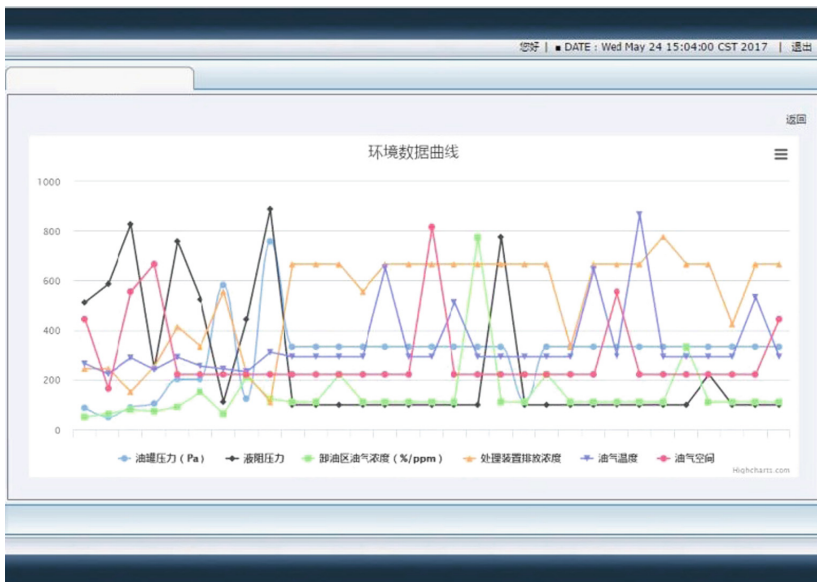 您好 | ■ DATE : Wed May 24 15:04:00 CST 2017 | 退出
返回
环境数据曲线
1000
800
600
400
200
0
油罐压力 ( Pa ) 液阻压力 卸油区油气浓度 ( %/ppm ) 处理装置排放浓度 油气温度 油气空间
Highcharts.com